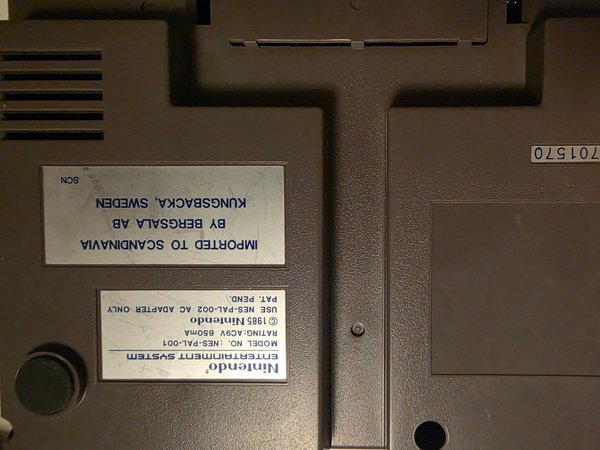 Nintendo®
ENTERTAINMENT SYSTEM
MODEL NO. : NES-PAL-001
RATING:AC9V 850mA
©1985 Nintendo
USE NES-PAL-002 AC ADAPTER ONLY
PAT. PEND.
IMPORTED TO SCANDINAVIA
BY BERGSALA AB
KUNGSBACKA, SWEDEN
SCN